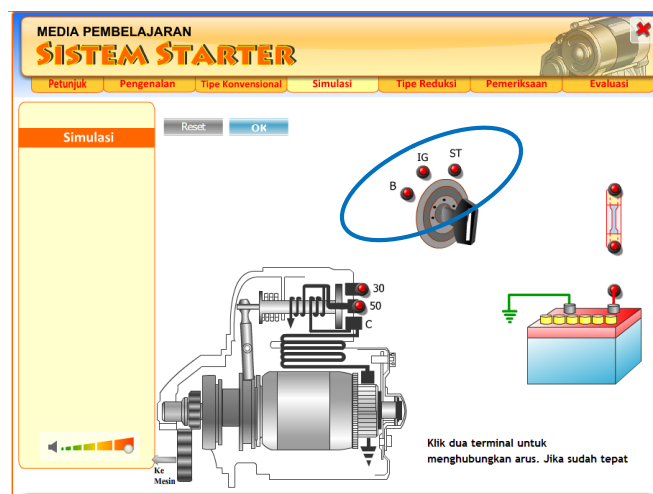 MEDIA PEMBELAJARAN
SISTEM STARTER
Petunjuk Pengenalan Tipe Konvensional Simulasi Tipe Reduksi Pemeriksaan Evaluasi
Simulasi
Reset OK
B IG ST
30
50
C
Ke
Mesin
Klik dua terminal untuk
menghubungkan arus. Jika sudah tepat